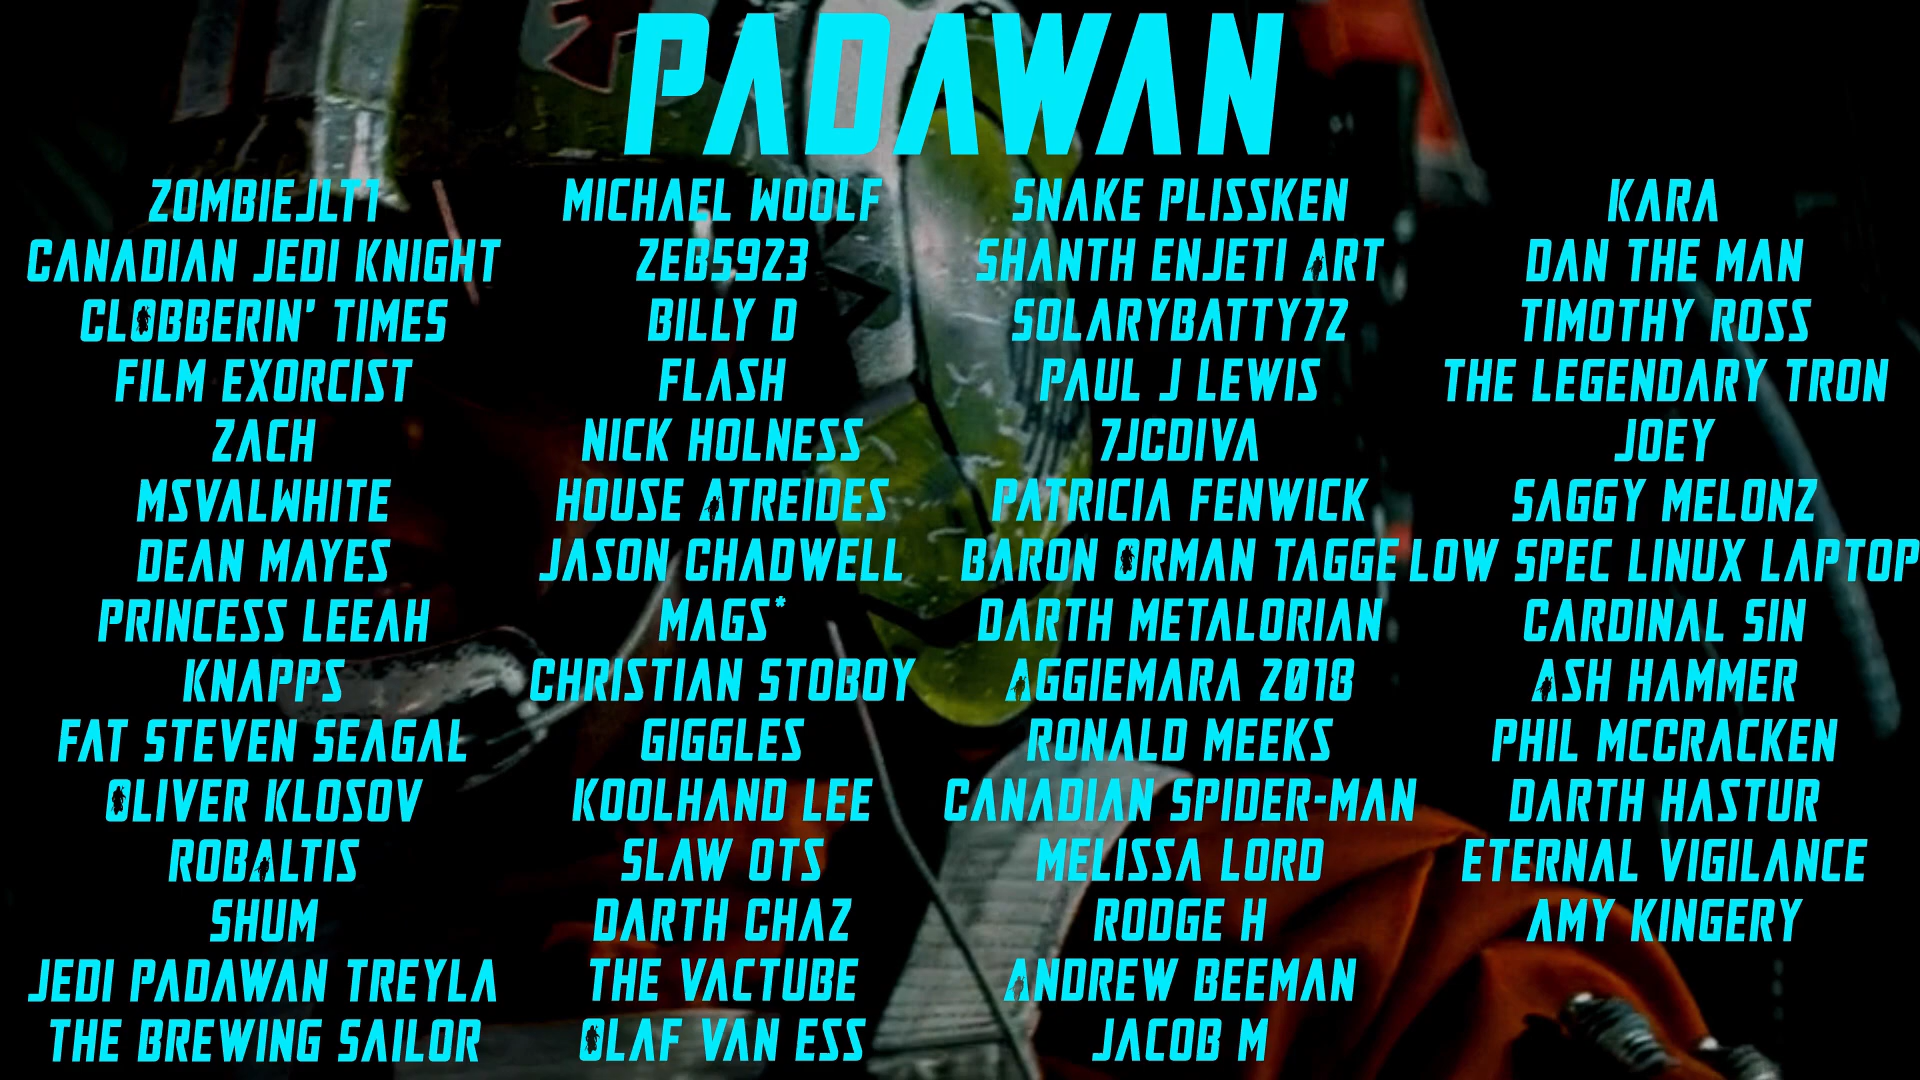 PADAWAN
ZOMBIEJLT1
CANADIAN JEDI KNIGHT
CLOBBERIN' TIMES
FILM EXORCIST
ZACH
MSVALWHITE
DEAN MAYES
PRINCESS LEEAH
KNAPPS
FAT STEVEN SEAGAL
OLIVER KLOSOV
ROBALTIS
SHUM
JEDI PADAWAN TREYLA
THE BREWING SAILOR
MICHAEL WOOLF
ZEB5923
BILLY D
FLASH
NICK HOLNESS
HOUSE ATREIDES
JASON CHADWELL
MAGS*
CHRISTIAN STOBOY
GIGGLES
KOOLHAND LEE
SLAW OTS
DARTH CHAZ
THE VACTUBE
OLAF VAN ESS
SNAKE PLISSKEN
SHANTH ENJETI ART
SOLARYBATTY72
PAUL J LEWIS
7JCDIVA
PATRICIA FENWICK
BARON ORMAN TAGGE
DARTH METALORIAN
AGGIEMARA 2018
RONALD MEEKS
CANADIAN SPIDER-MAN
MELISSA LORD
RODGE H
ANDREW BEEMAN
JACOB M
KARA
DAN THE MAN
TIMOTHY ROSS
THE LEGENDARY TRON
JOEY
SAGGY MELONZ
LOW SPEC LINUX LAPTOP
CARDINAL SIN
ASH HAMMER
PHIL MCCRACKEN
DARTH HASTUR
ETERNAL VIGILANCE
AMY KINGERY